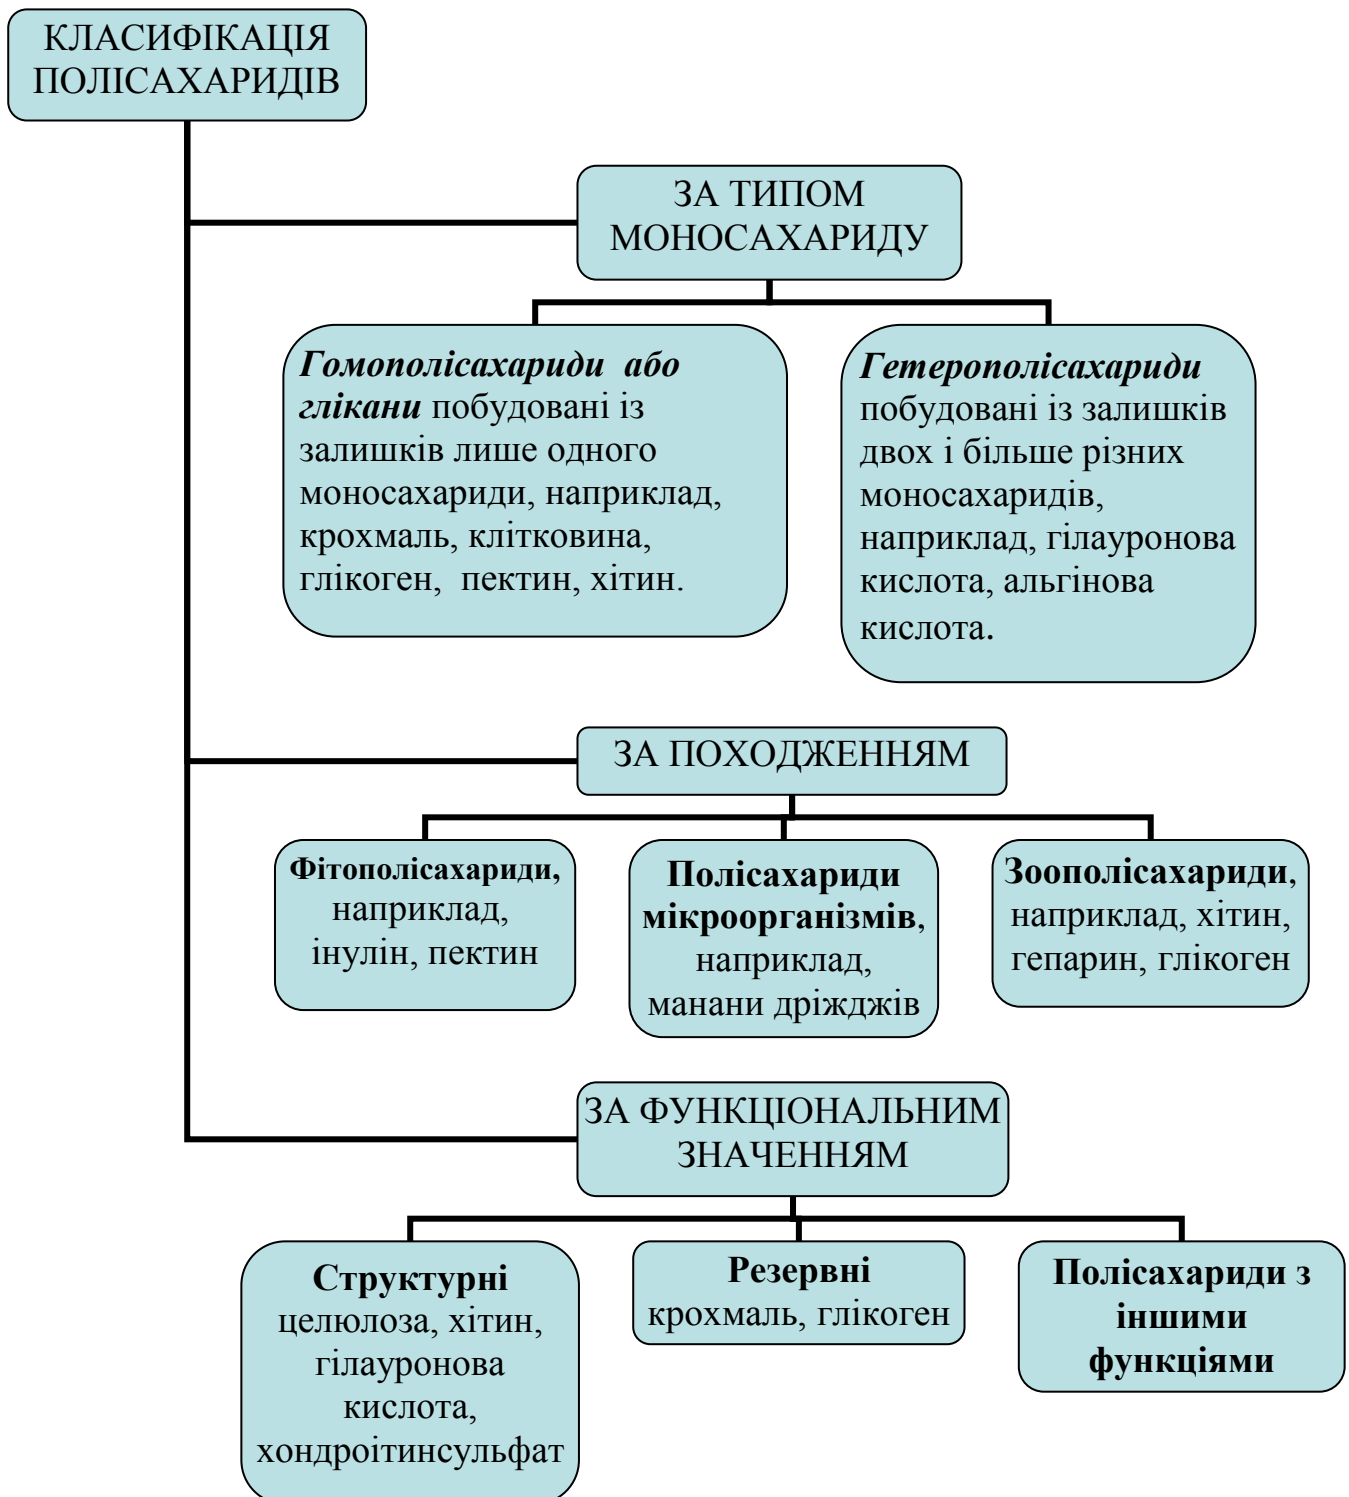 КЛАСИФІКАЦІЯ
ПОЛІСАХАРИДІВ
ЗА ТИПОМ
МОНОСАХАРИДУ
Гомополісахариди або
глікани побудовані із
залишків лише одного
моносахариди, наприклад,
крохмаль, клітковина,
глікоген, пектин, хітин.
Гетерополісахариди
побудовані із залишків
двох і більше різних
моносахаридів,
наприклад, гілауронова
кислота, альгінова
кислота.
ЗА ПОХОДЖЕННЯМ
Фітополісахариди,
наприклад,
інулін, пектин
Полісахариди
мікроорганізмів,
наприклад,
манани дріжджів
Зоополісахариди,
наприклад, хітин,
гепарин, глікоген
ЗА ФУНКЦІОНАЛЬНИМ
ЗНАЧЕННЯМ
Структурні
целюлоза, хітин,
гілауронова
кислота,
хондроітинсульфат
Резервні
крохмаль, глікоген
Полісахариди з
іншими
функціями